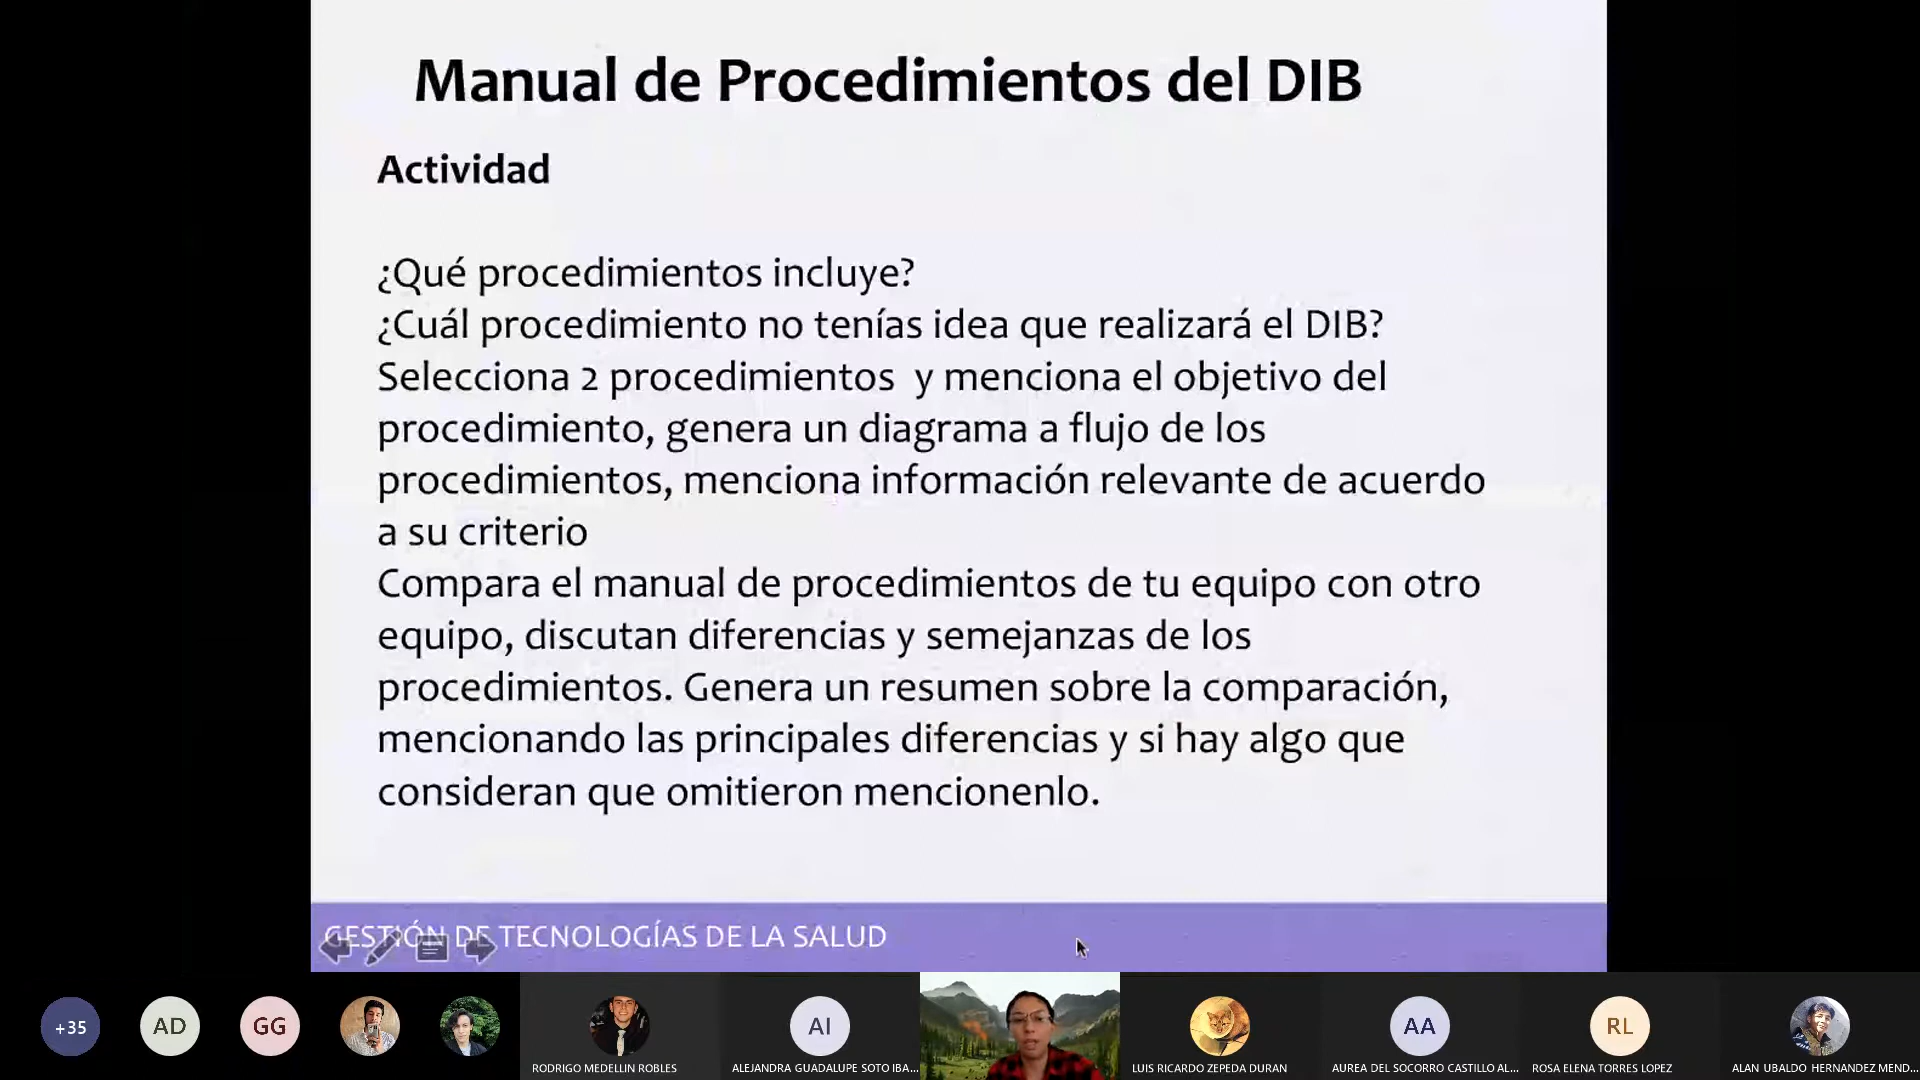 Manual de Procedimientos del DIB
Actividad
¿Qué procedimientos incluye?
¿Cuál procedimiento no tenías idea que realizará el DIB?
Selecciona 2 procedimientos y menciona el objetivo del
procedimiento, genera un diagrama a flujo de los
procedimientos, menciona información relevante de acuerdo
a su criterio
Compara el manual de procedimientos de tu equipo con otro
equipo, discutan diferencias y semejanzas de los
procedimientos. Genera un resumen sobre la comparación,
mencionando las principales diferencias y si hay algo que
consideran que omitieron mencionenlo.
GESTIÓN DE TECNOLOGÍAS DE LA SALUD
+35
AD
GG
AI
AA
RL
RODRIGO MEDELLIN ROBLES
ALEJANDRA GUADALUPE SOTO IBA...
LUIS RICARDO ZEPEDA DURAN
AUREA DEL SOCORRO CASTILLO AL...
ROSA ELENA TORRES LOPEZ
ALAN UBALDO HERNANDEZ MEND...